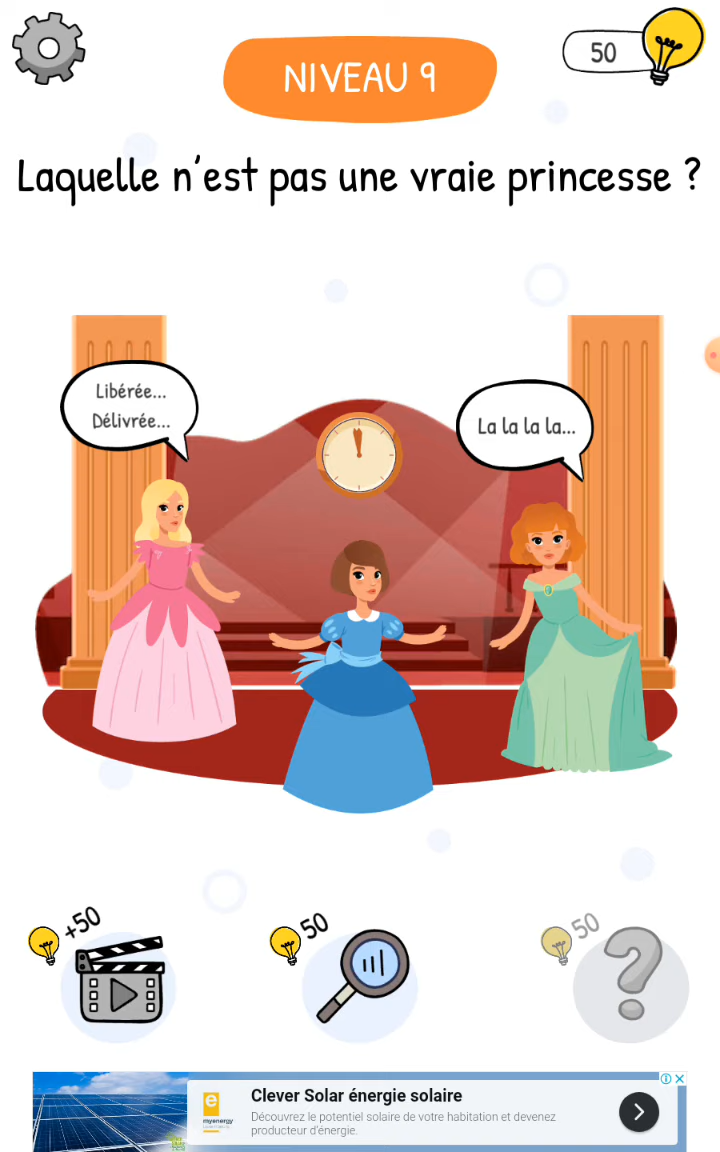 50
NIVEAU 9
Laquelle n'est pas une vraie princesse ?
Libérée...
Délivrée...
La la la la...
+50
50
50
Clever Solar énergie solaire
Découvrez le potentiel solaire de votre habitation et devenez
producteur d'énergie.
e
myenergy